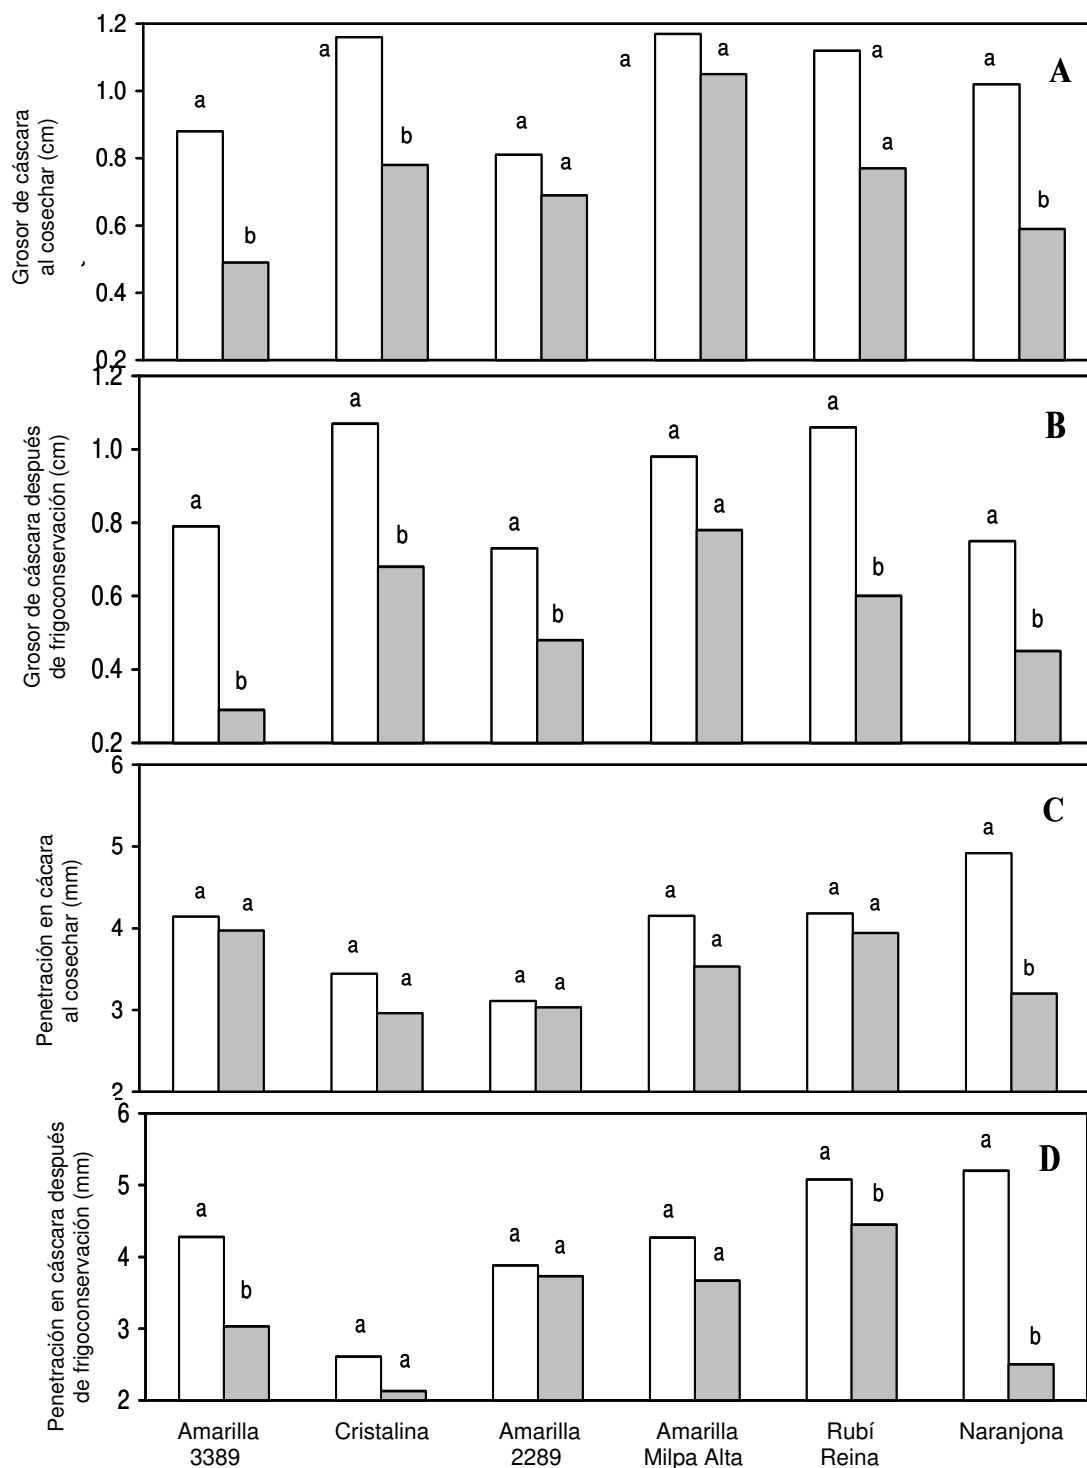 Grosor de cáscara
al cosechar (cm)
1.2
1.0
0.8
0.6
0.4
0.2
a
b
a
b
a
a
a
a
a
a
a
b
A
Grosor de cáscara después
de frigoconservación (cm)
1.2
1.0
0.8
0.6
0.4
0.2
a
b
a
b
a
b
a
a
a
b
a
b
B
Penetración en cácara
al cosechar (mm)
6
5
4
3
2
a
a
a
a
a
a
a
a
a
a
a
b
C
Penetración en cáscara después
de frigoconservación (mm)
6
5
4
3
2
a
b
a
a
a
a
a
a
a
b
a
b
D
Amarilla
3389
Cristalina
Amarilla
2289
Amarilla
Milpa Alta
Rubí
Reina
Naranjona